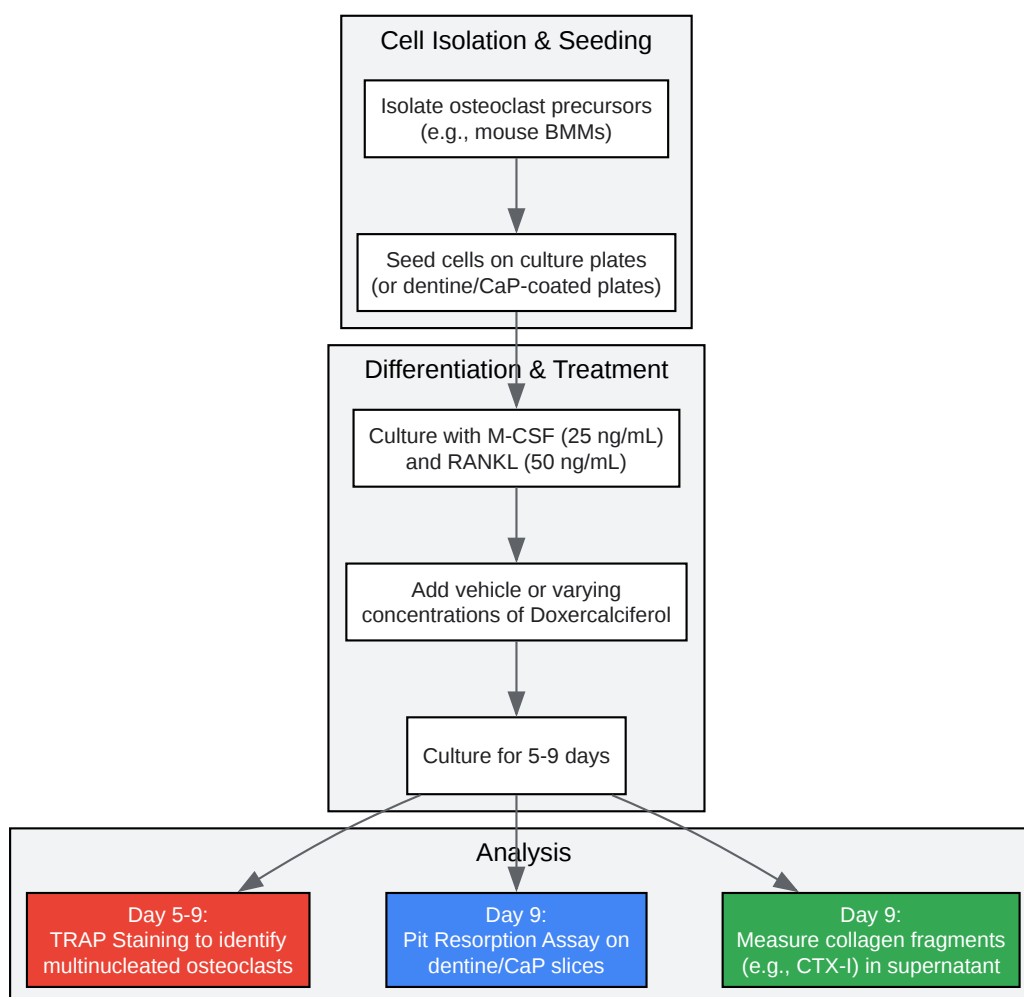 Cell Isolation & Seeding
Isolate osteoclast precursors
(e.g., mouse BMMs)
Seed cells on culture plates
(or dentine/CaP-coated plates)
Differentiation & Treatment
Culture with M-CSF (25 ng/mL)
and RANKL (50 ng/mL)
Add vehicle or varying
concentrations of Doxercalciferol
Culture for 5-9 days
Analysis
Day 5-9:
TRAP Staining to identify
multinucleated osteoclasts
Day 9:
Pit Resorption Assay on
dentine/CaP slices
Day 9:
Measure collagen fragments
(e.g., CTX-I) in supernatant